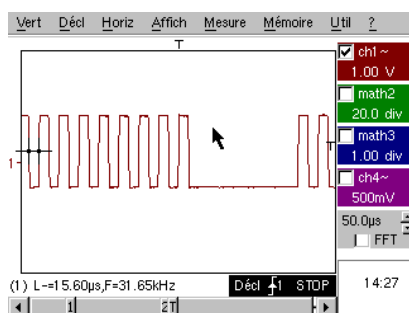 Vert Décl Horiz Affich Mesure Mémoire Util ?
T
ch1 ~
1.00 V
math2
20.0 div
math3
1.00 div
ch4~
500mV
50.0µs
FFT
1
T
(1) L-=15.60µs,F=31.65kHz
Décl 1 STOP
14:27
1 2T